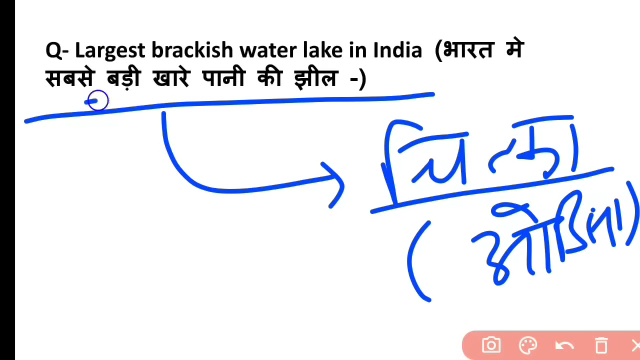 Q- Largest brackish water lake in India (भारत मे
सबसे बड़ी खारे पानी की झील -)
चिल्का
(ओडिसा)